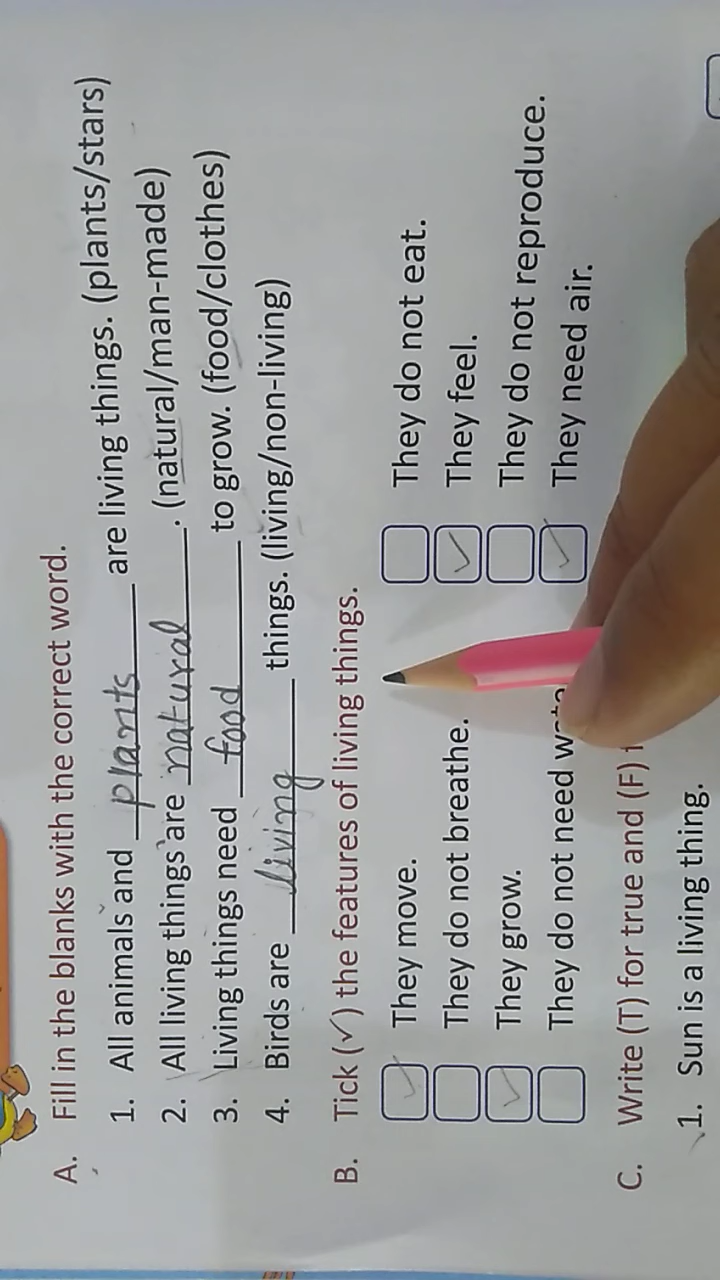 A. Fill in the blanks with the correct word.
1. All animals and plants are living things. (plants/stars)
2. All living things are natural. (natural/man-made)
3. Living things need food to grow. (food/clothes)
4. Birds are living things. (living/non-living)
B. Tick (✓) the features of living things.
✓ They move. They do not eat.
They do not breathe. ✓ They feel.
✓ They grow. They do not reproduce.
They do not need ✓ They need air.
C. Write (T) for true and (F)
1. Sun is a living thing.